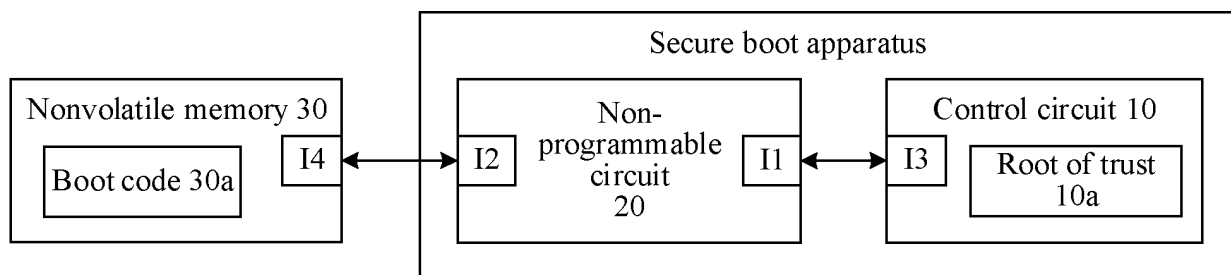 Secure boot apparatus
Nonvolatile memory 30
Boot code 30a
I4
I2
Non-
programmable
circuit
20
I1
Control circuit 10
I3
Root of trust
10a